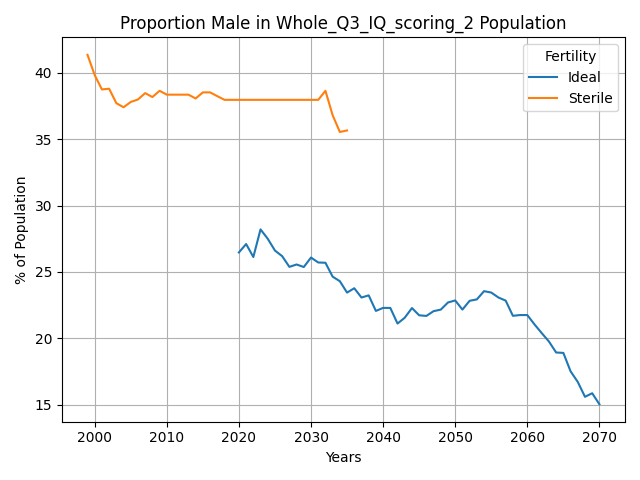 Proportion Male in Whole_Q3_IQ_scoring_2 Population
Fertility
Ideal
Sterile
% of Population
40
35
30
25
20
15
2000 2010 2020 2030 2040 2050 2060 2070
Years